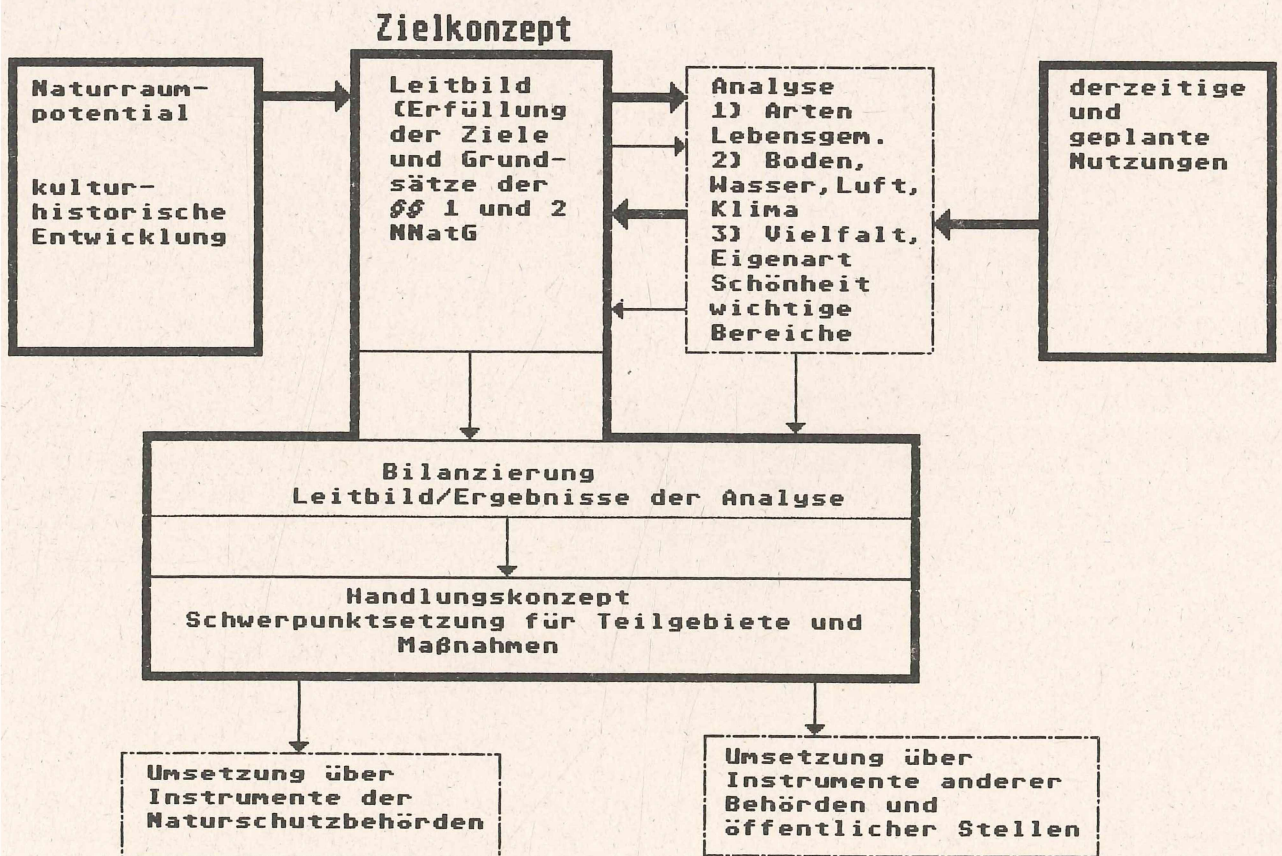 Zielkonzept
Naturraum-
potential
kultur-
historische
Entwicklung
Leitbild
(Erfüllung
der Ziele
und Grund-
sätze der
§§ 1 und 2
NNatG
Analyse
1) Arten
Lebensgem.
2) Boden,
Wasser,Luft,
Klima
3) Vielfalt,
Eigenart
Schönheit
wichtige
Bereiche
derzeitige
und
geplante
Nutzungen
Bilanzierung
Leitbild/Ergebnisse der Analyse
Handlungskonzept
Schwerpunktsetzung für Teilgebiete und
Maßnahmen
Umsetzung über
Instrumente der
Naturschutzbehörden
Umsetzung über
Instrumente anderer
Behörden und
öffentlicher Stellen